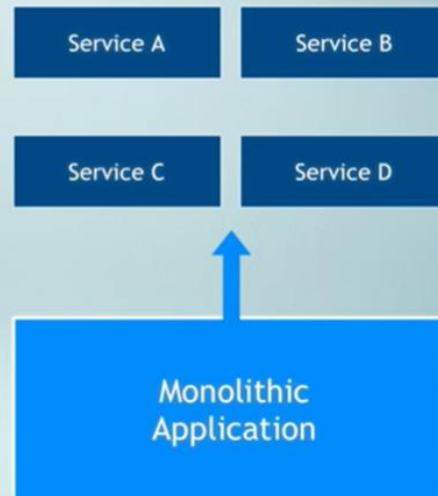 Service A
Service B
Service C
Service D
Monolithic
Application